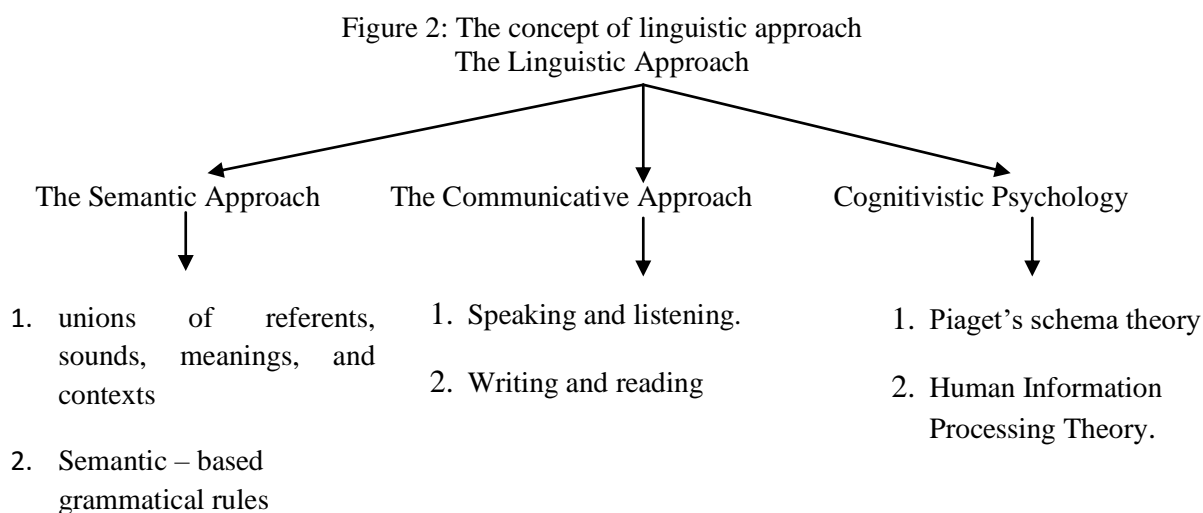 Figure 2: The concept of linguistic approach
The Linguistic Approach
The Semantic Approach
The Communicative Approach
Cognitivistic Psychology
1. unions of referents,
sounds, meanings, and
contexts
2. Semantic – based
grammatical rules
1. Speaking and listening.
2. Writing and reading
1. Piaget’s schema theory
2. Human Information
Processing Theory.